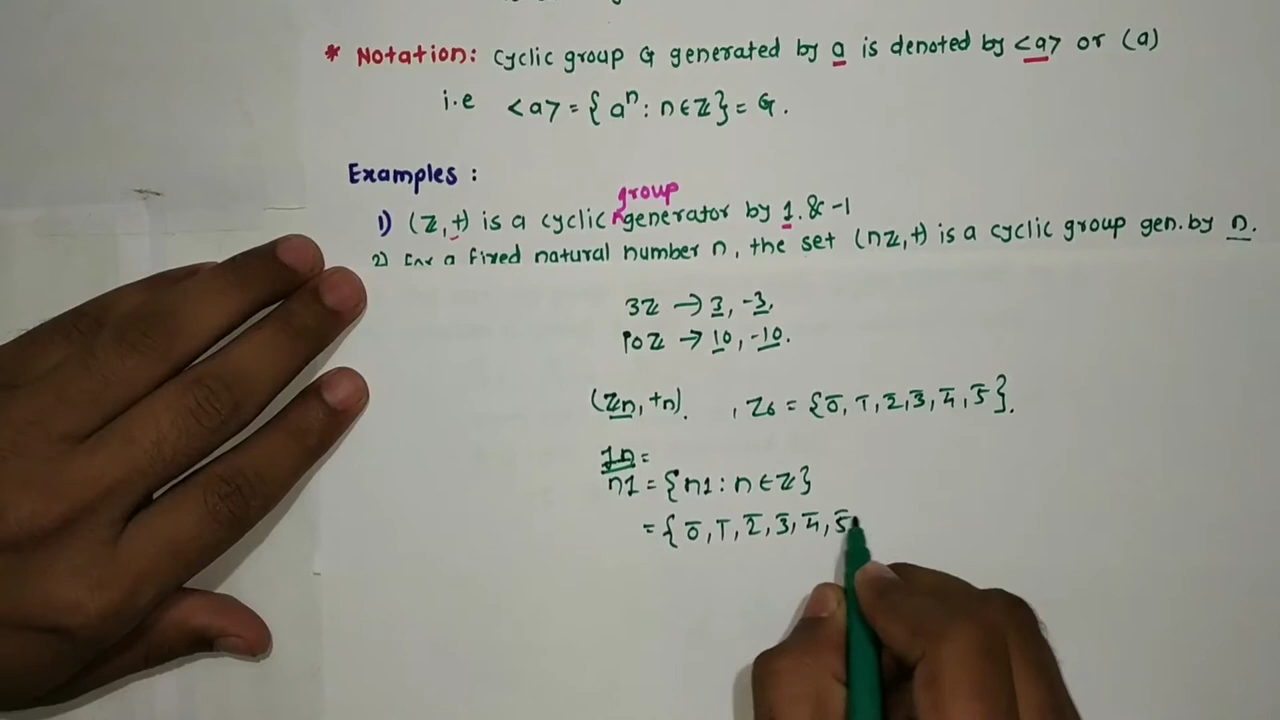 * Notation: Cyclic group G generated by a is denoted by <a> or (a)
i.e <a> = { aⁿ : n∈ℤ } = G.
Examples :
group
1) (ℤ, +) is a cyclic ^generator by 1. & -1
2) For a fixed natural number n, the set (nℤ, +) is a cyclic group gen. by n.
3ℤ → 3, -3.
10ℤ → 10, -10.
(ℤn, +n). , Z6 = {0̅, 1̅, 2̅, 3̅, 4̅, 5̅}.
n1 = {n1 : n∈ℤ}
= { 0̅, 1̅, 2̅, 3̅, 4̅, 5̅